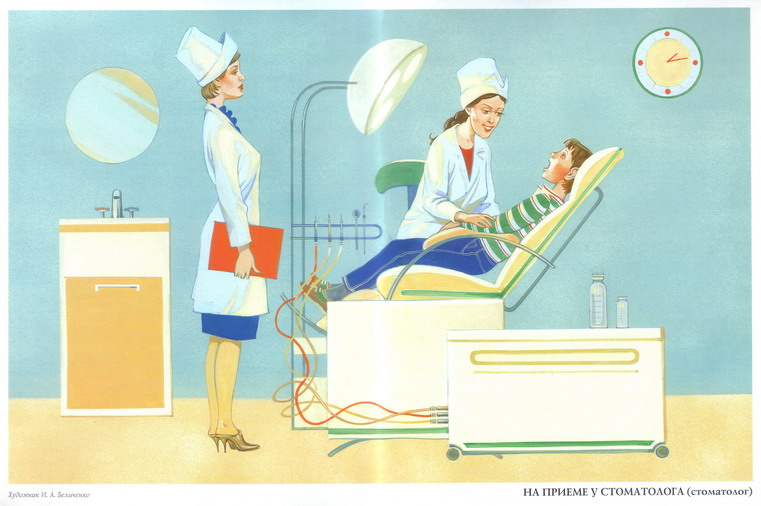 Художник И. А. Беличенко
НА ПРИЕМЕ У СТОМАТОЛОГА (стоматолог)